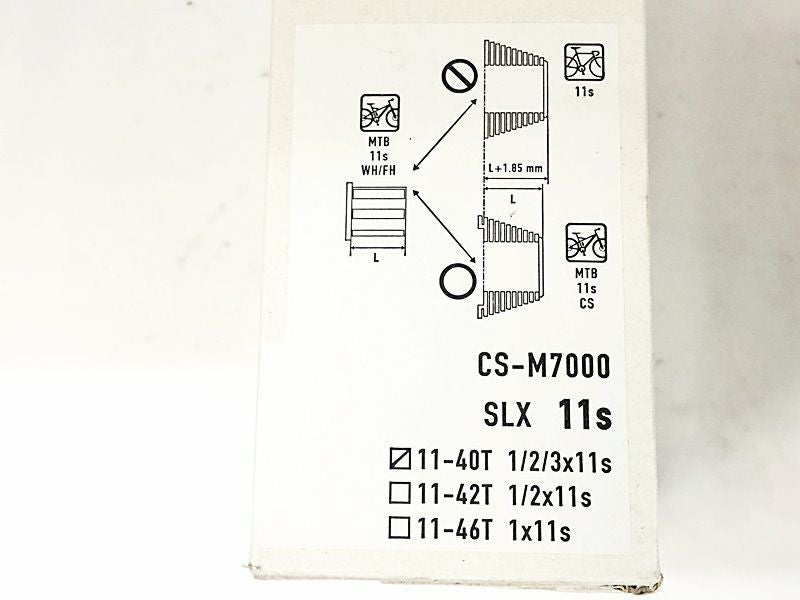 11s
MTB
11s
WH/FH
L+1.85 mm
L
L
MTB
11s
CS
CS-M7000
SLX 11s
11-40T 1/2/3x11s
11-42T 1/2x11s
11-46T 1x11s